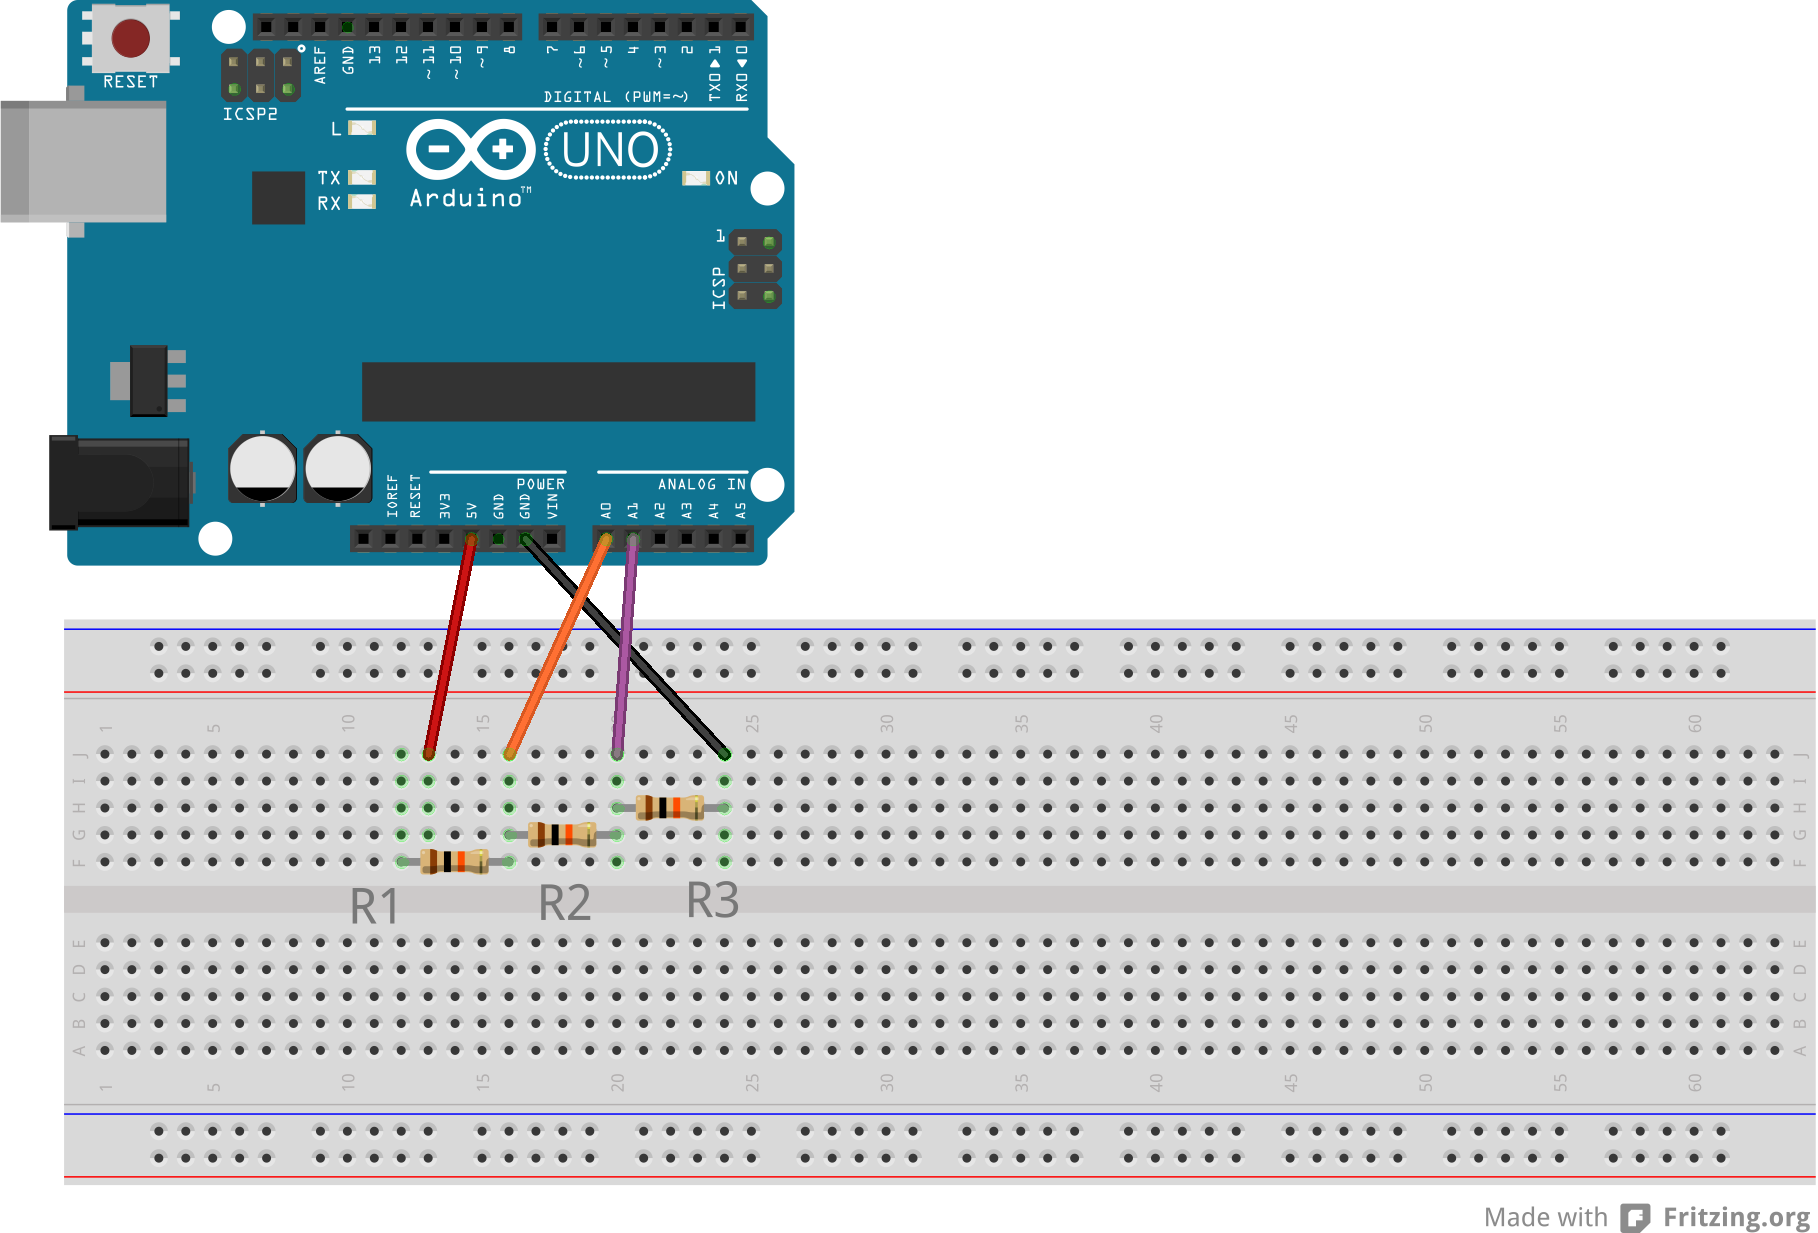 RESET
ICSP2
AREF
GND
13
12
~11
~10
~9
8
7
~6
~5
4
~3
2
TX0▶1
RX0◀0
DIGITAL (PWM=~)
L
TX
RX
UNO
Arduino™
ON
1
ICSP
IOREF
RESET
3V3
5V
GND
GND
VIN
POWER
A0
A1
A2
A3
A4
A5
ANALOG IN
1 5 10 15 20 25 30 35 40 45 50 55 60
J J
I I
H H
G G
F F
R1 R2 R3
E E
D D
C C
B B
A A
1 5 10 15 20 25 30 35 40 45 50 55 60
Made with Fritzing.org